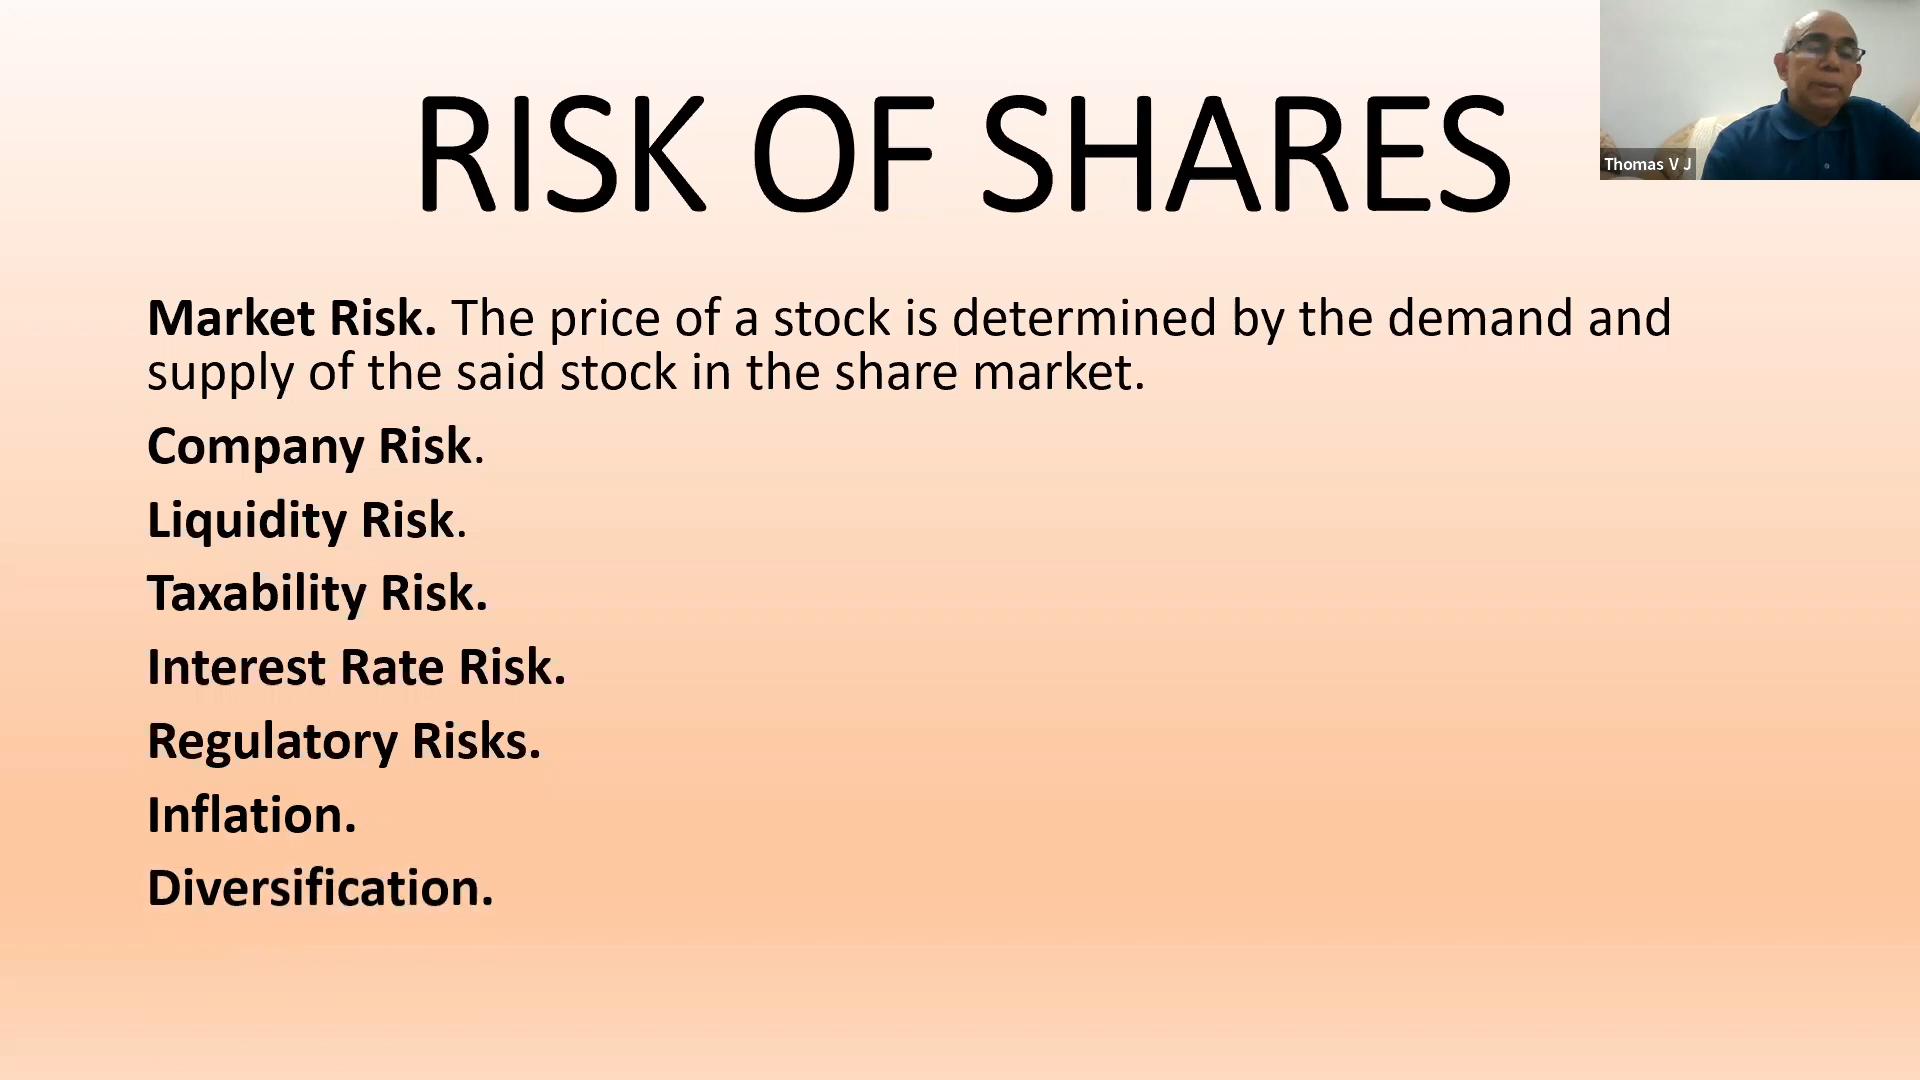 RISK OF SHARES
Thomas V J
Market Risk. The price of a stock is determined by the demand and
supply of the said stock in the share market.
Company Risk.
Liquidity Risk.
Taxability Risk.
Interest Rate Risk.
Regulatory Risks.
Inflation.
Diversification.